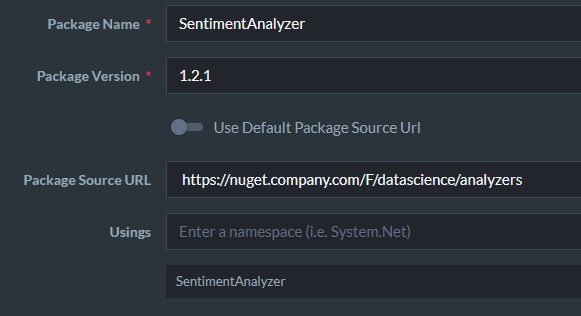 Package Name * SentimentAnalyzer
Package Version * 1.2.1
Use Default Package Source Url
Package Source URL https://nuget.company.com/F/datascience/analyzers
Usings Enter a namespace (i.e. System.Net)
SentimentAnalyzer